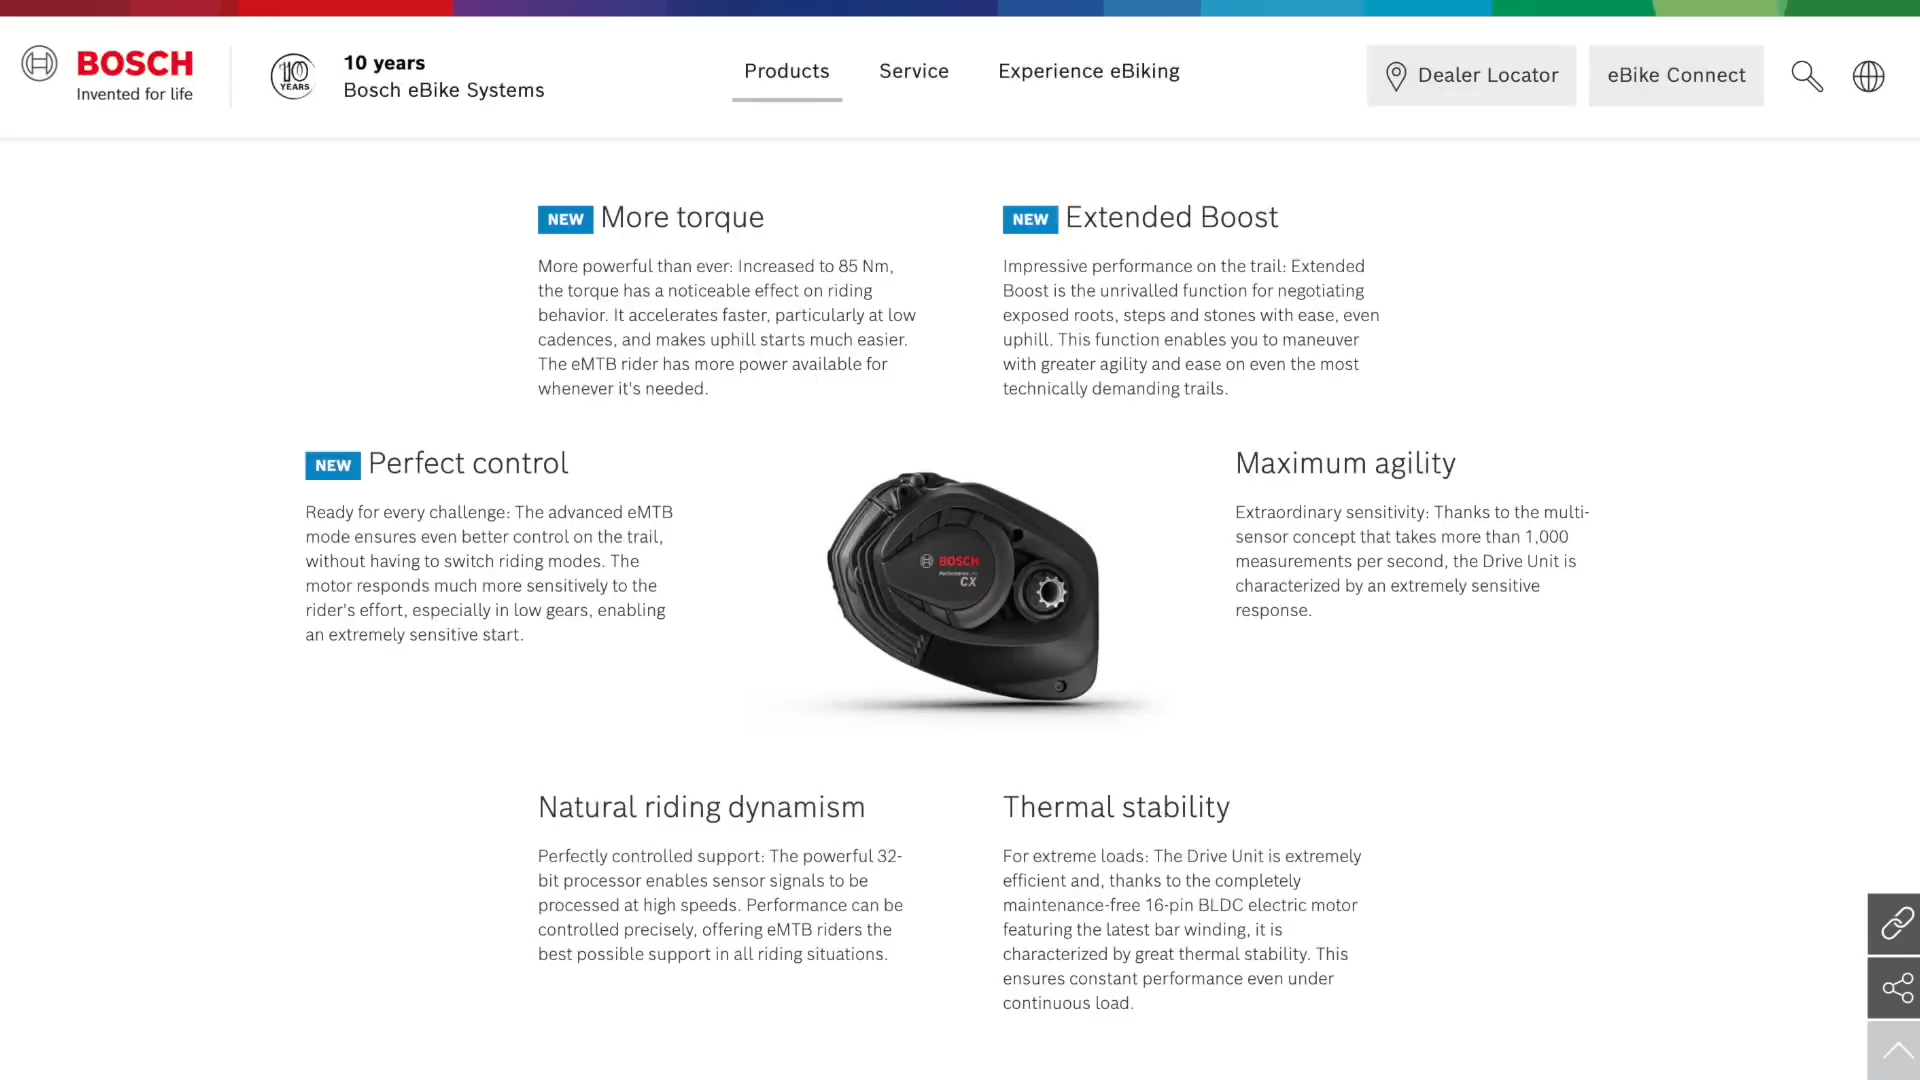 BOSCH
Invented for life
10
YEARS
10 years
Bosch eBike Systems
Products
Service
Experience eBiking
Dealer Locator
eBike Connect
NEW More torque
More powerful than ever: Increased to 85 Nm,
the torque has a noticeable effect on riding
behavior. It accelerates faster, particularly at low
cadences, and makes uphill starts much easier.
The eMTB rider has more power available for
whenever it's needed.
NEW Extended Boost
Impressive performance on the trail: Extended
Boost is the unrivalled function for negotiating
exposed roots, steps and stones with ease, even
uphill. This function enables you to maneuver
with greater agility and ease on even the most
technically demanding trails.
NEW Perfect control
Ready for every challenge: The advanced eMTB
mode ensures even better control on the trail,
without having to switch riding modes. The
motor responds much more sensitively to the
rider's effort, especially in low gears, enabling
an extremely sensitive start.
BOSCH
Performance Line
CX
Maximum agility
Extraordinary sensitivity: Thanks to the multi-
sensor concept that takes more than 1,000
measurements per second, the Drive Unit is
characterized by an extremely sensitive
response.
Natural riding dynamism
Perfectly controlled support: The powerful 32-
bit processor enables sensor signals to be
processed at high speeds. Performance can be
controlled precisely, offering eMTB riders the
best possible support in all riding situations.
Thermal stability
For extreme loads: The Drive Unit is extremely
efficient and, thanks to the completely
maintenance-free 16-pin BLDC electric motor
featuring the latest bar winding, it is
characterized by great thermal stability. This
ensures constant performance even under
continuous load.